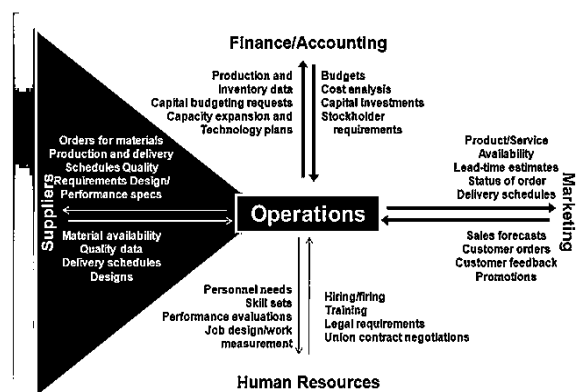 Finance/Accounting
Production and
Inventory data
Capital budgeting requests
Capacity expansion and
Technology plans
Budgets
Cost analysis
Capital Investments
Stockholder
requirements
Suppliers
Orders for materials
Production and delivery
Schedules Quality
Requirements Design/
Performance specs
Material availability
Quality data
Delivery schedules
Designs
Operations
Product/Service
Availability
Lead-time estimates
Status of order
Delivery schedules
Marketing
Sales forecasts
Customer orders
Customer feedback
Promotions
Personnel needs
Skill sets
Performance evaluations
Job design/work
measurement
Hiring/firing
Training
Legal requirements
Union contract negotiations
Human Resources